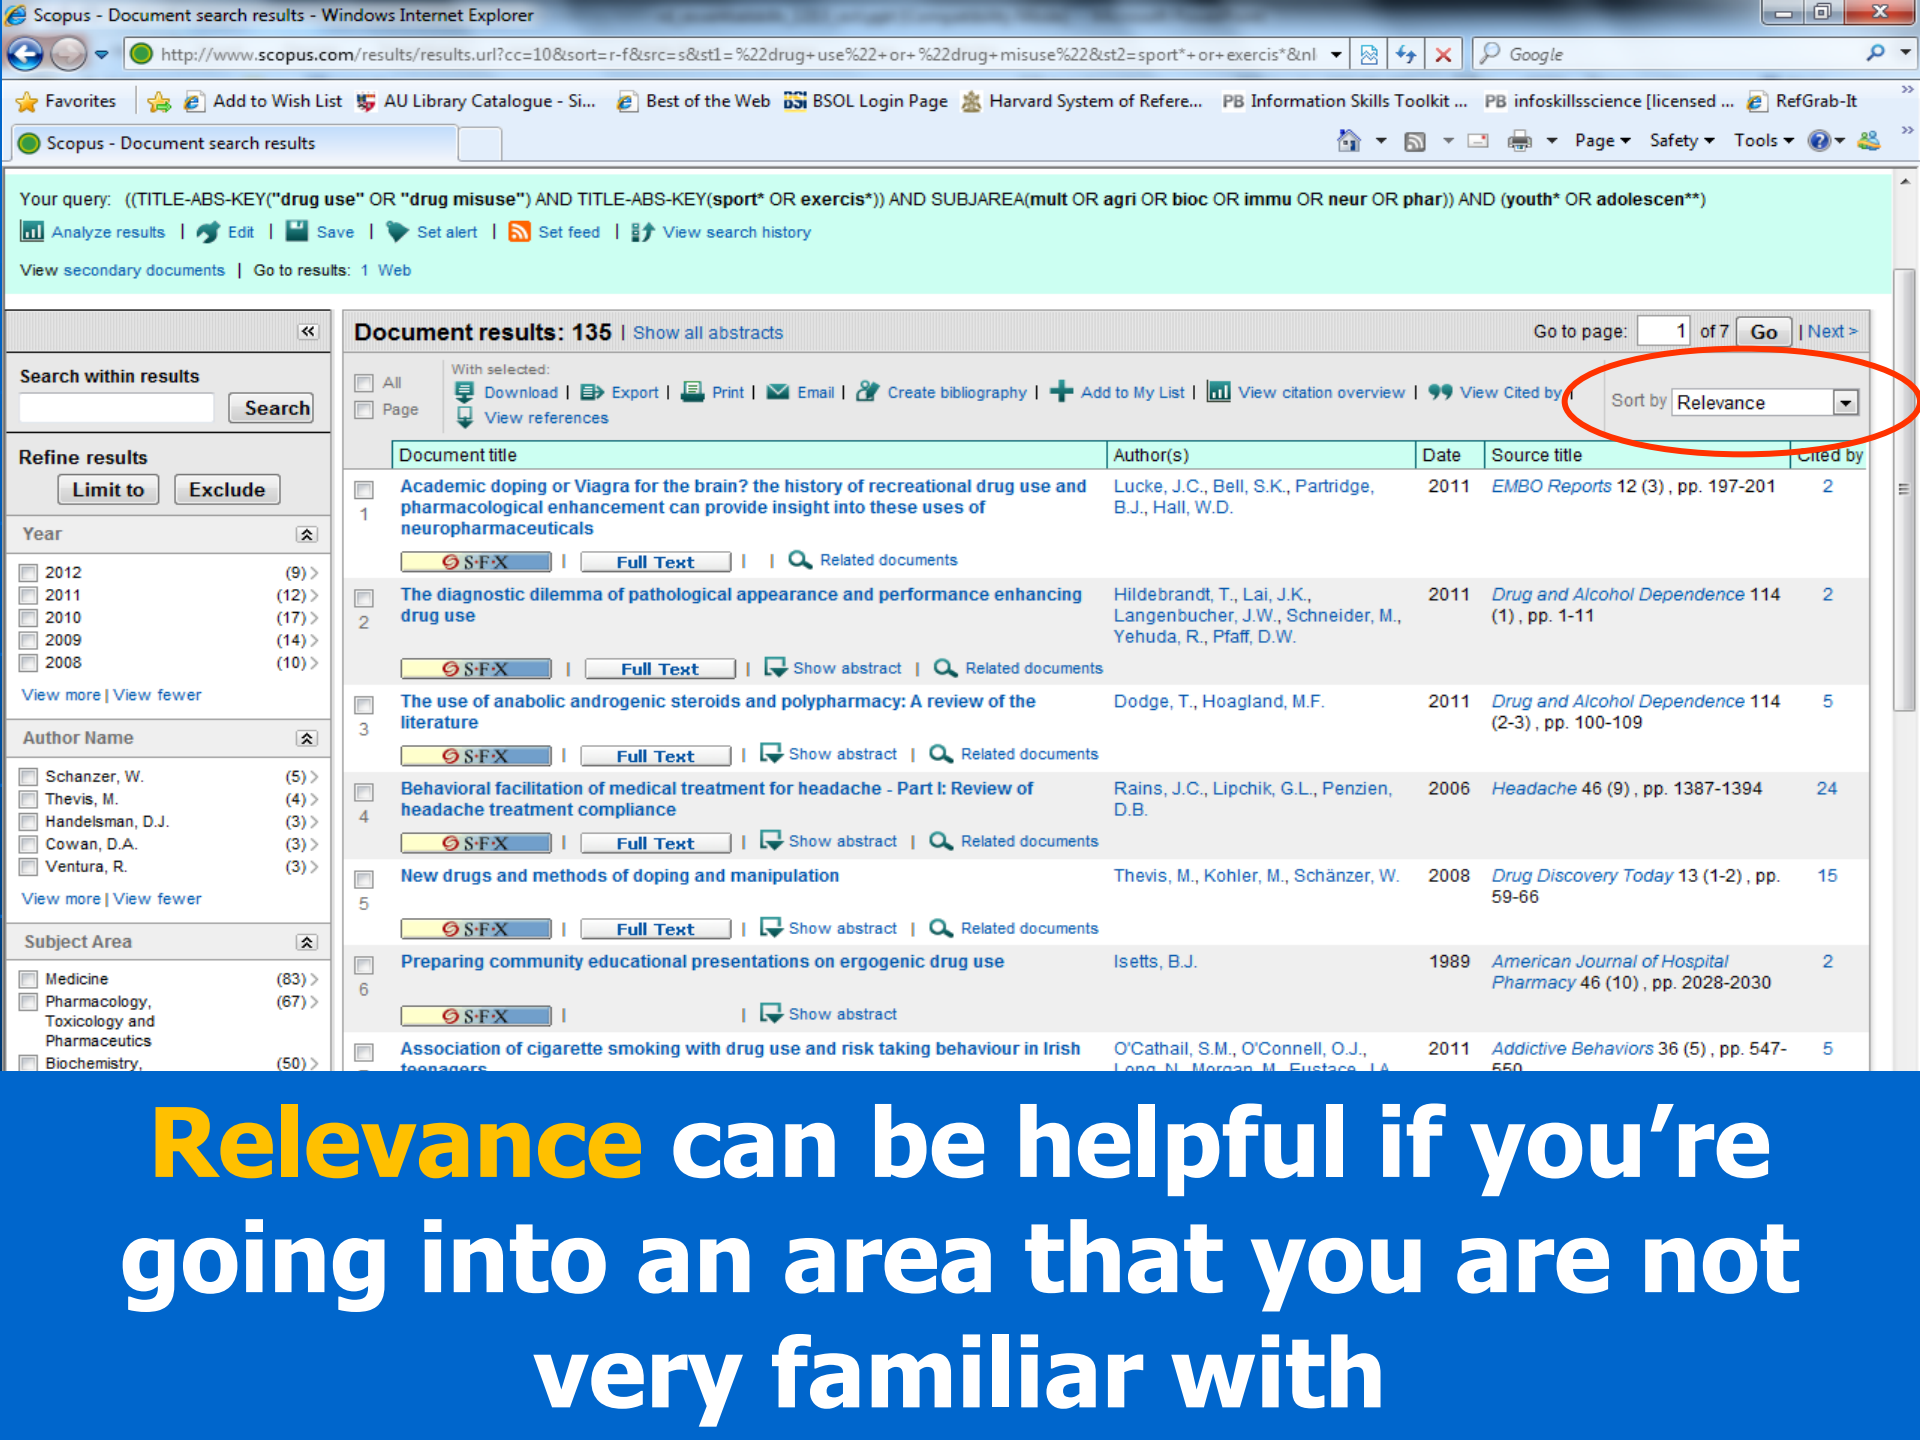 Scopus - Document search results - Windows Internet Explorer
http://www.scopus.com/results/results.url?cc=10&sort=r-f&src=s&st1=%22drug+use%22+or+%22drug+misuse%22&st2=sport*+or+exercis*&nl
Google
Favorites Add to Wish List AU Library Catalogue - Si... Best of the Web BSI BSOL Login Page Harvard System of Refere... PB Information Skills Toolkit ... PB infoskillsscience [licensed ... RefGrab-It
Scopus - Document search results
Page Safety Tools
Your query: ((TITLE-ABS-KEY("drug use" OR "drug misuse") AND TITLE-ABS-KEY(sport* OR exercis*)) AND SUBJAREA(mult OR agri OR bioc OR immu OR neur OR phar)) AND (youth* OR adolescen**)
Analyze results | Edit | Save | Set alert | Set feed | View search history
View secondary documents | Go to results: 1 Web
Search within results
Search
Refine results
Limit to Exclude
Year
2012 (9)
2011 (12)
2010 (17)
2009 (14)
2008 (10)
View more | View fewer
Author Name
Schanzer, W. (5)
Thevis, M. (4)
Handelsman, D.J. (3)
Cowan, D.A. (3)
Ventura, R. (3)
View more | View fewer
Subject Area
Medicine (83)
Pharmacology, (67)
Toxicology and
Pharmaceutics
Biochemistry, (50)
Document results: 135 | Show all abstracts
Go to page: 1 of 7 Go | Next >
All
Page
With selected:
Download | Export | Print | Email | Create bibliography | Add to My List | View citation overview | View Cited by |
View references
Sort by Relevance
Document title Author(s) Date Source title Cited by
1
Academic doping or Viagra for the brain? the history of recreational drug use and
pharmacological enhancement can provide insight into these uses of
neuropharmaceuticals
Lucke, J.C., Bell, S.K., Partridge,
B.J., Hall, W.D.
2011
EMBO Reports 12 (3) , pp. 197-201
2
S·F·X | Full Text | | Related documents
2
The diagnostic dilemma of pathological appearance and performance enhancing
drug use
Hildebrandt, T., Lai, J.K.,
Langenbucher, J.W., Schneider, M.,
Yehuda, R., Pfaff, D.W.
2011
Drug and Alcohol Dependence 114
(1) , pp. 1-11
2
S·F·X | Full Text | Show abstract | Related documents
3
The use of anabolic androgenic steroids and polypharmacy: A review of the
literature
Dodge, T., Hoagland, M.F.
2011
Drug and Alcohol Dependence 114
(2-3) , pp. 100-109
5
S·F·X | Full Text | Show abstract | Related documents
4
Behavioral facilitation of medical treatment for headache - Part I: Review of
headache treatment compliance
Rains, J.C., Lipchik, G.L., Penzien,
D.B.
2006
Headache 46 (9) , pp. 1387-1394
24
S·F·X | Full Text | Show abstract | Related documents
5
New drugs and methods of doping and manipulation
Thevis, M., Kohler, M., Schänzer, W.
2008
Drug Discovery Today 13 (1-2) , pp.
59-66
15
S·F·X | Full Text | Show abstract | Related documents
6
Preparing community educational presentations on ergogenic drug use
Isetts, B.J.
1989
American Journal of Hospital
Pharmacy 46 (10) , pp. 2028-2030
2
S·F·X | | Show abstract
Association of cigarette smoking with drug use and risk taking behaviour in Irish
teenagers
O'Cathail, S.M., O'Connell, O.J.,
Long, N., Morgan, M., Eustace, J.A.
2011
Addictive Behaviors 36 (5) , pp. 547-
550
5
Relevance can be helpful if you’re
going into an area that you are not
very familiar with